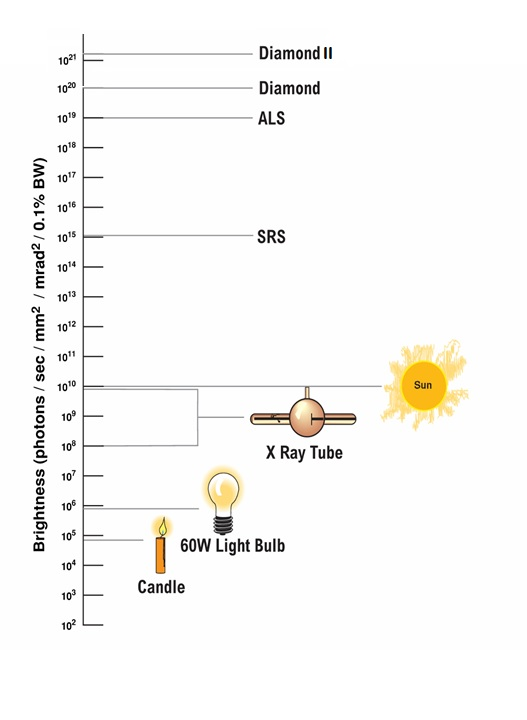 Diamond II
10²¹
Diamond
10²⁰
ALS
10¹⁹
10¹⁸
10¹⁷
10¹⁶
SRS
10¹⁵
10¹⁴
10¹³
10¹²
10¹¹
10¹⁰
Sun
10⁹
10⁸
X Ray Tube
10⁷
10⁶
10⁵
60W Light Bulb
10⁴
Candle
10³
10²
Brightness (photons / sec / mm² / mrad² / 0.1% BW)